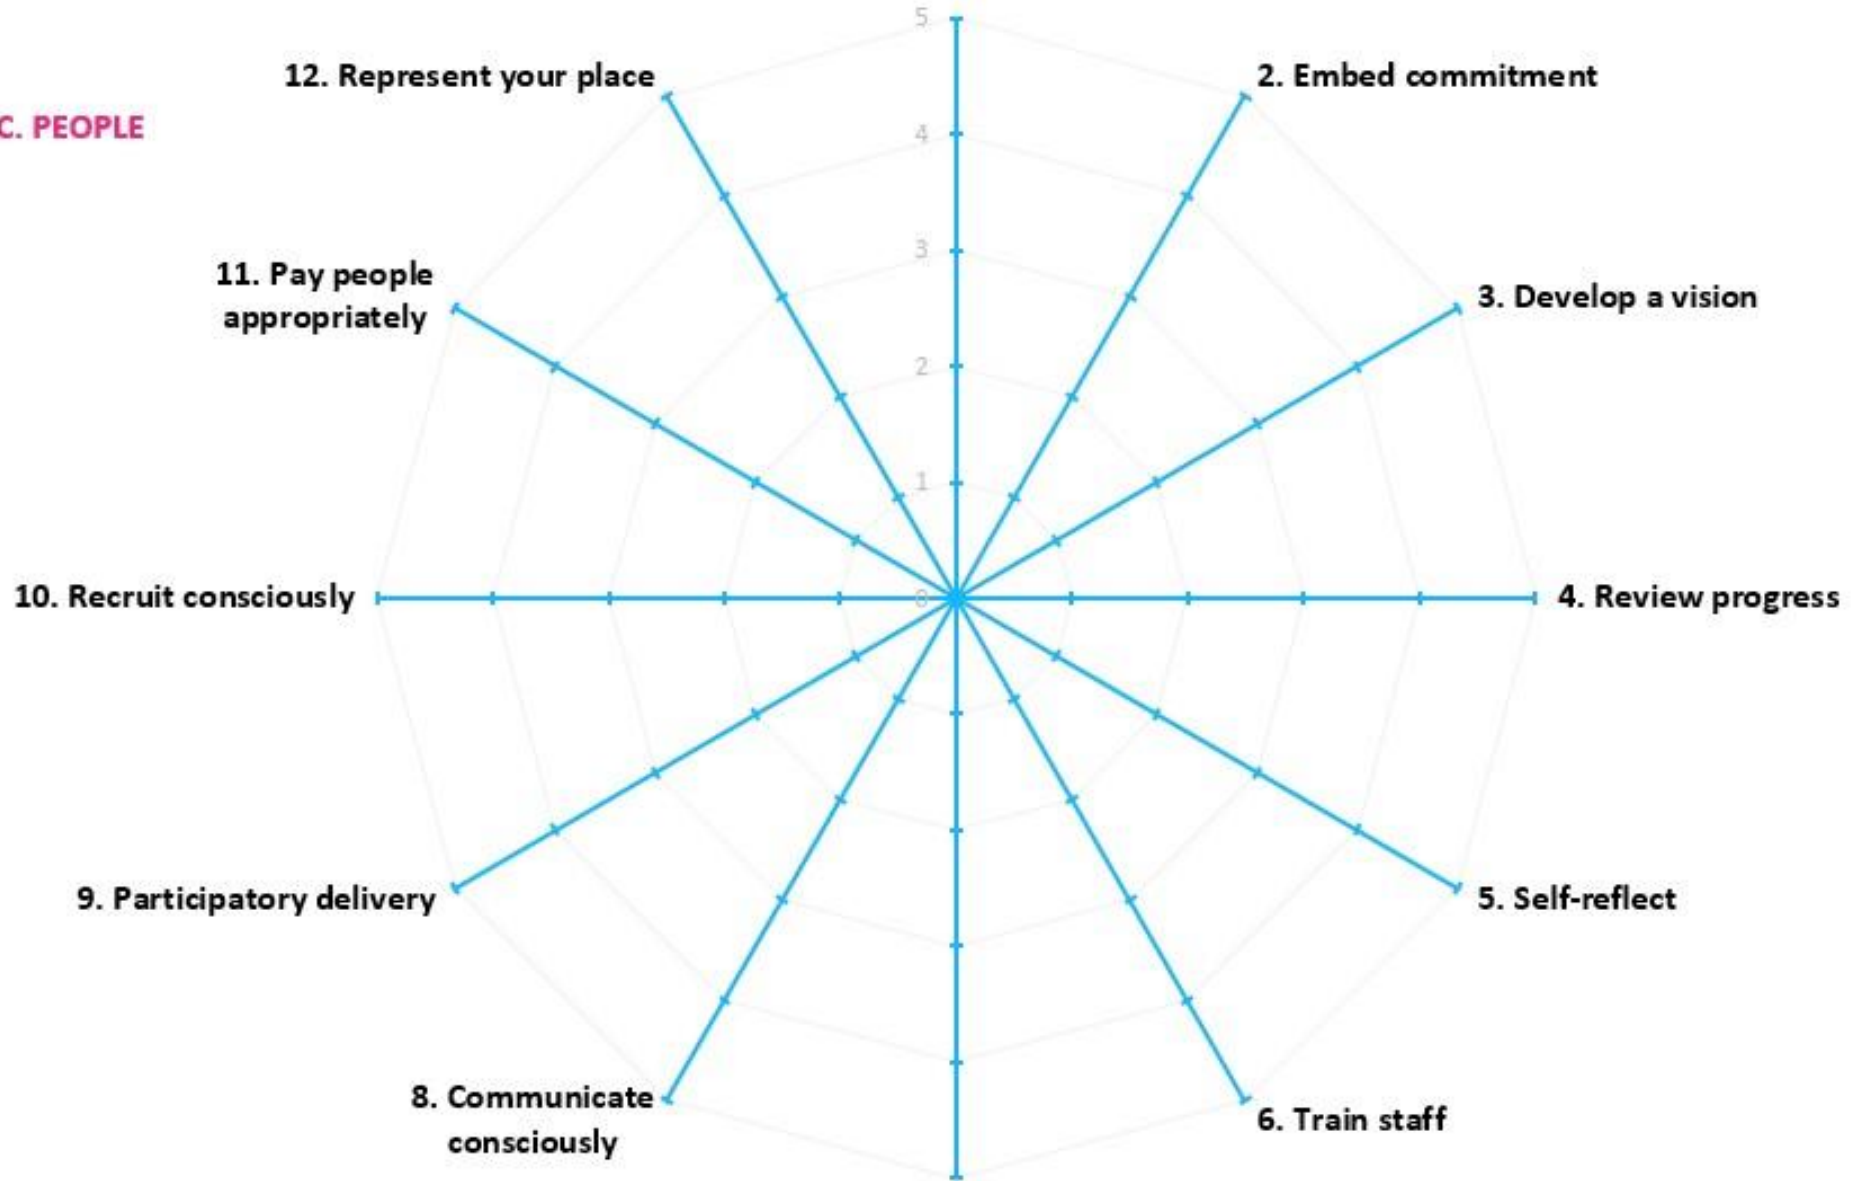 5
12. Represent your place
2. Embed commitment
C. PEOPLE
4
11. Pay people
appropriately
3
3. Develop a vision
2
1
10. Recruit consciously
0
4. Review progress
9. Participatory delivery
5. Self-reflect
8. Communicate
consciously
6. Train staff